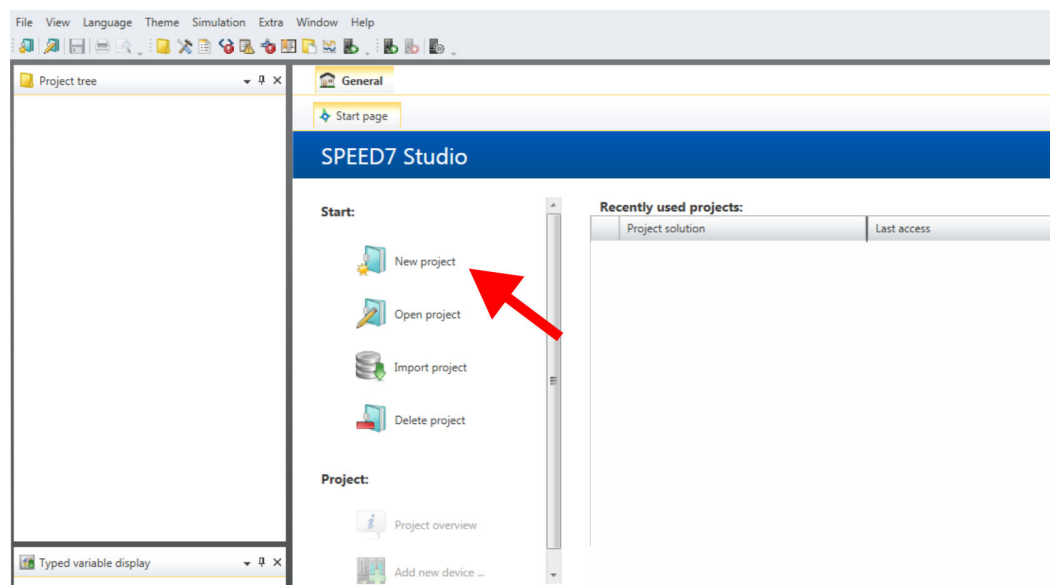 File View Language Theme Simulation Extra Window Help
Project tree
General
Start page
SPEED7 Studio
Start:
New project
Open project
Import project
Delete project
Project:
Project overview
Add new device ...
Recently used projects:
Project solution Last access
Typed variable display